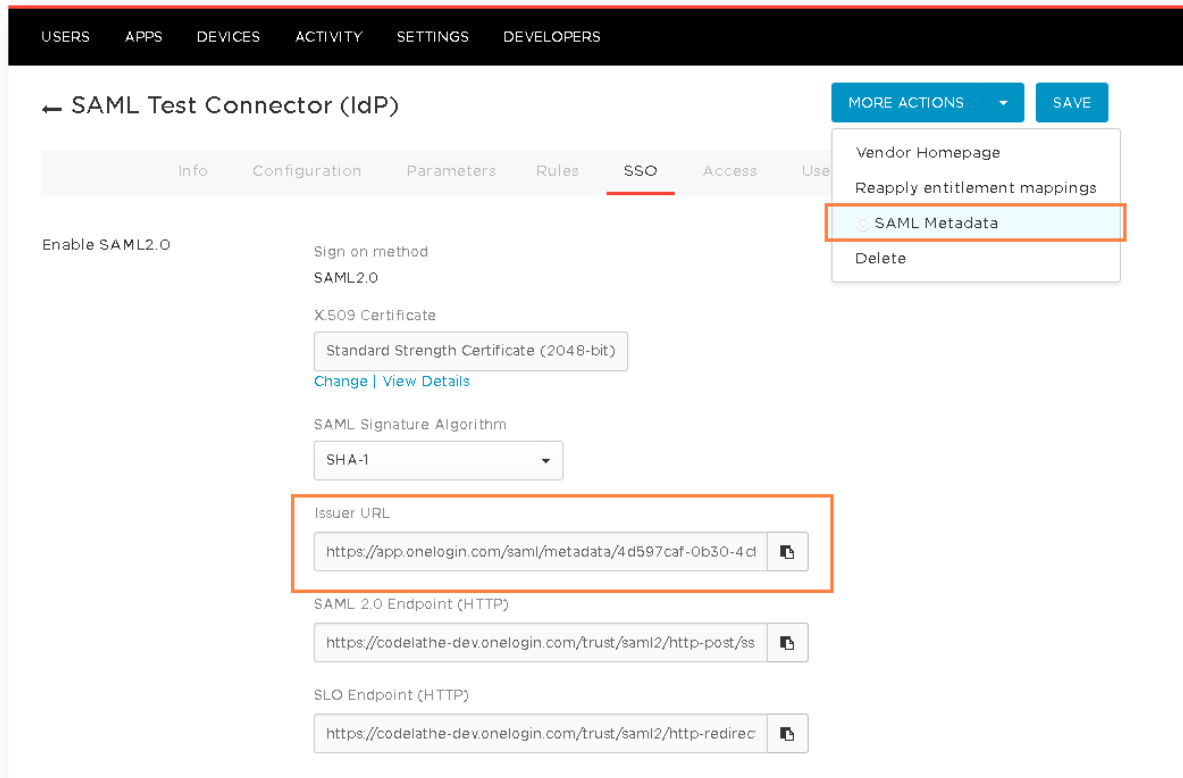 USERS APPS DEVICES ACTIVITY SETTINGS DEVELOPERS
SAML Test Connector (IdP)
MORE ACTIONS SAVE
Vendor Homepage
Reapply entitlement mappings
SAML Metadata
Delete
Info Configuration Parameters Rules SSO Access Use
Enable SAML2.0
Sign on method
SAML2.0
X.509 Certificate
Standard Strength Certificate (2048-bit)
Change | View Details
SAML Signature Algorithm
SHA-1
Issuer URL
https://app.onelogin.com/saml/metadata/4d597caf-0b30-4cl
SAML 2.0 Endpoint (HTTP)
https://codelathe-dev.onelogin.com/trust/saml2/http-post/ss
SLO Endpoint (HTTP)
https://codelathe-dev.onelogin.com/trust/saml2/http-redirec